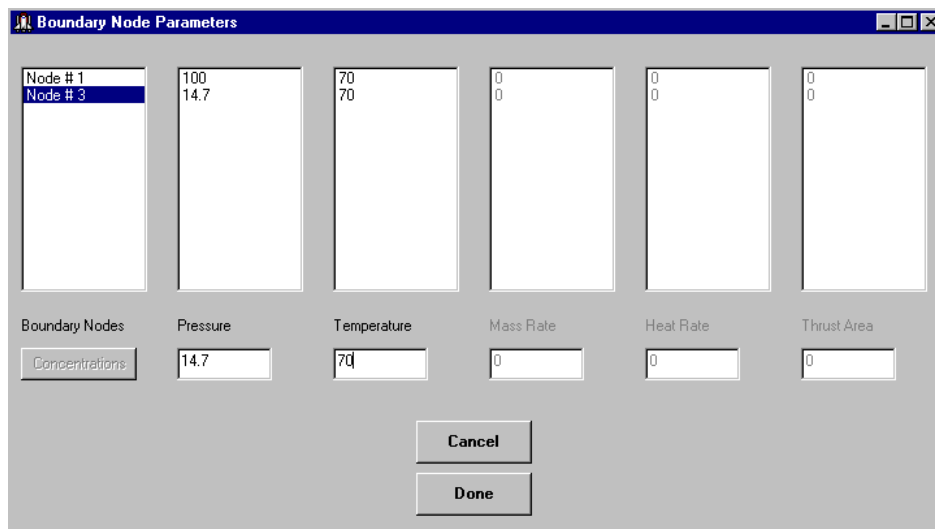 Boundary Node Parameters
Node # 1 100 70 0 0 0
Node # 3 14.7 70 0 0 0
Boundary Nodes Pressure Temperature Mass Rate Heat Rate Thrust Area
Concentrations 14.7 70 0 0 0
Cancel
Done